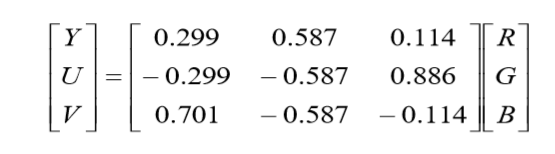 Y 0.299 0.587 0.114 R
U = − 0.299 − 0.587 0.886 G
V 0.701 − 0.587 − 0.114 B